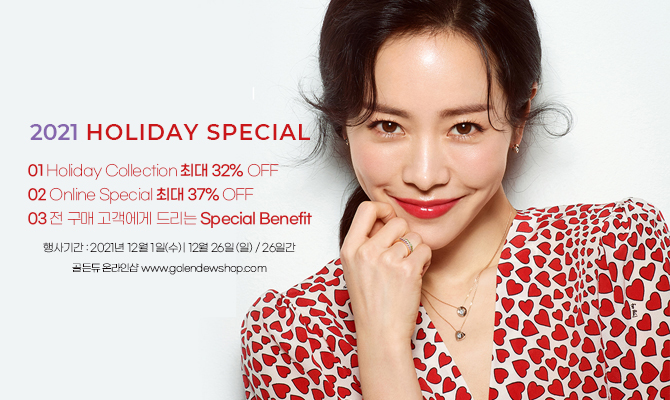 2021 HOLIDAY SPECIAL
01 Holiday Collection 최대 32% OFF
02 Online Special 최대 37% OFF
03 전 구매 고객에게 드리는 Special Benefit
행사기간 : 2021년 12월 1일(수) | 12월 26일 (일) / 26일간
골든듀 온라인샵 www.golendewshop.com